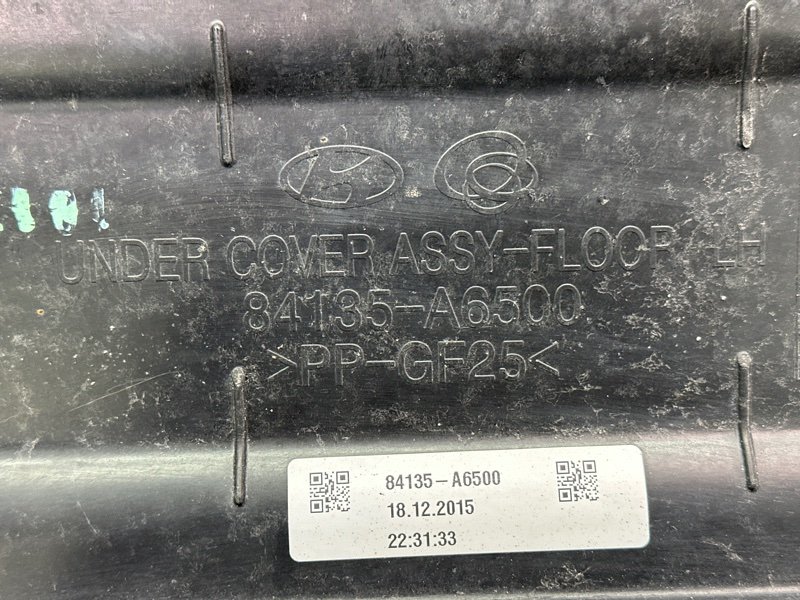 UNDER COVER ASSY-FLOOR, LH
84135-A6500
>PP-GF25<
84135-A6500
18.12.2015
22:31:33